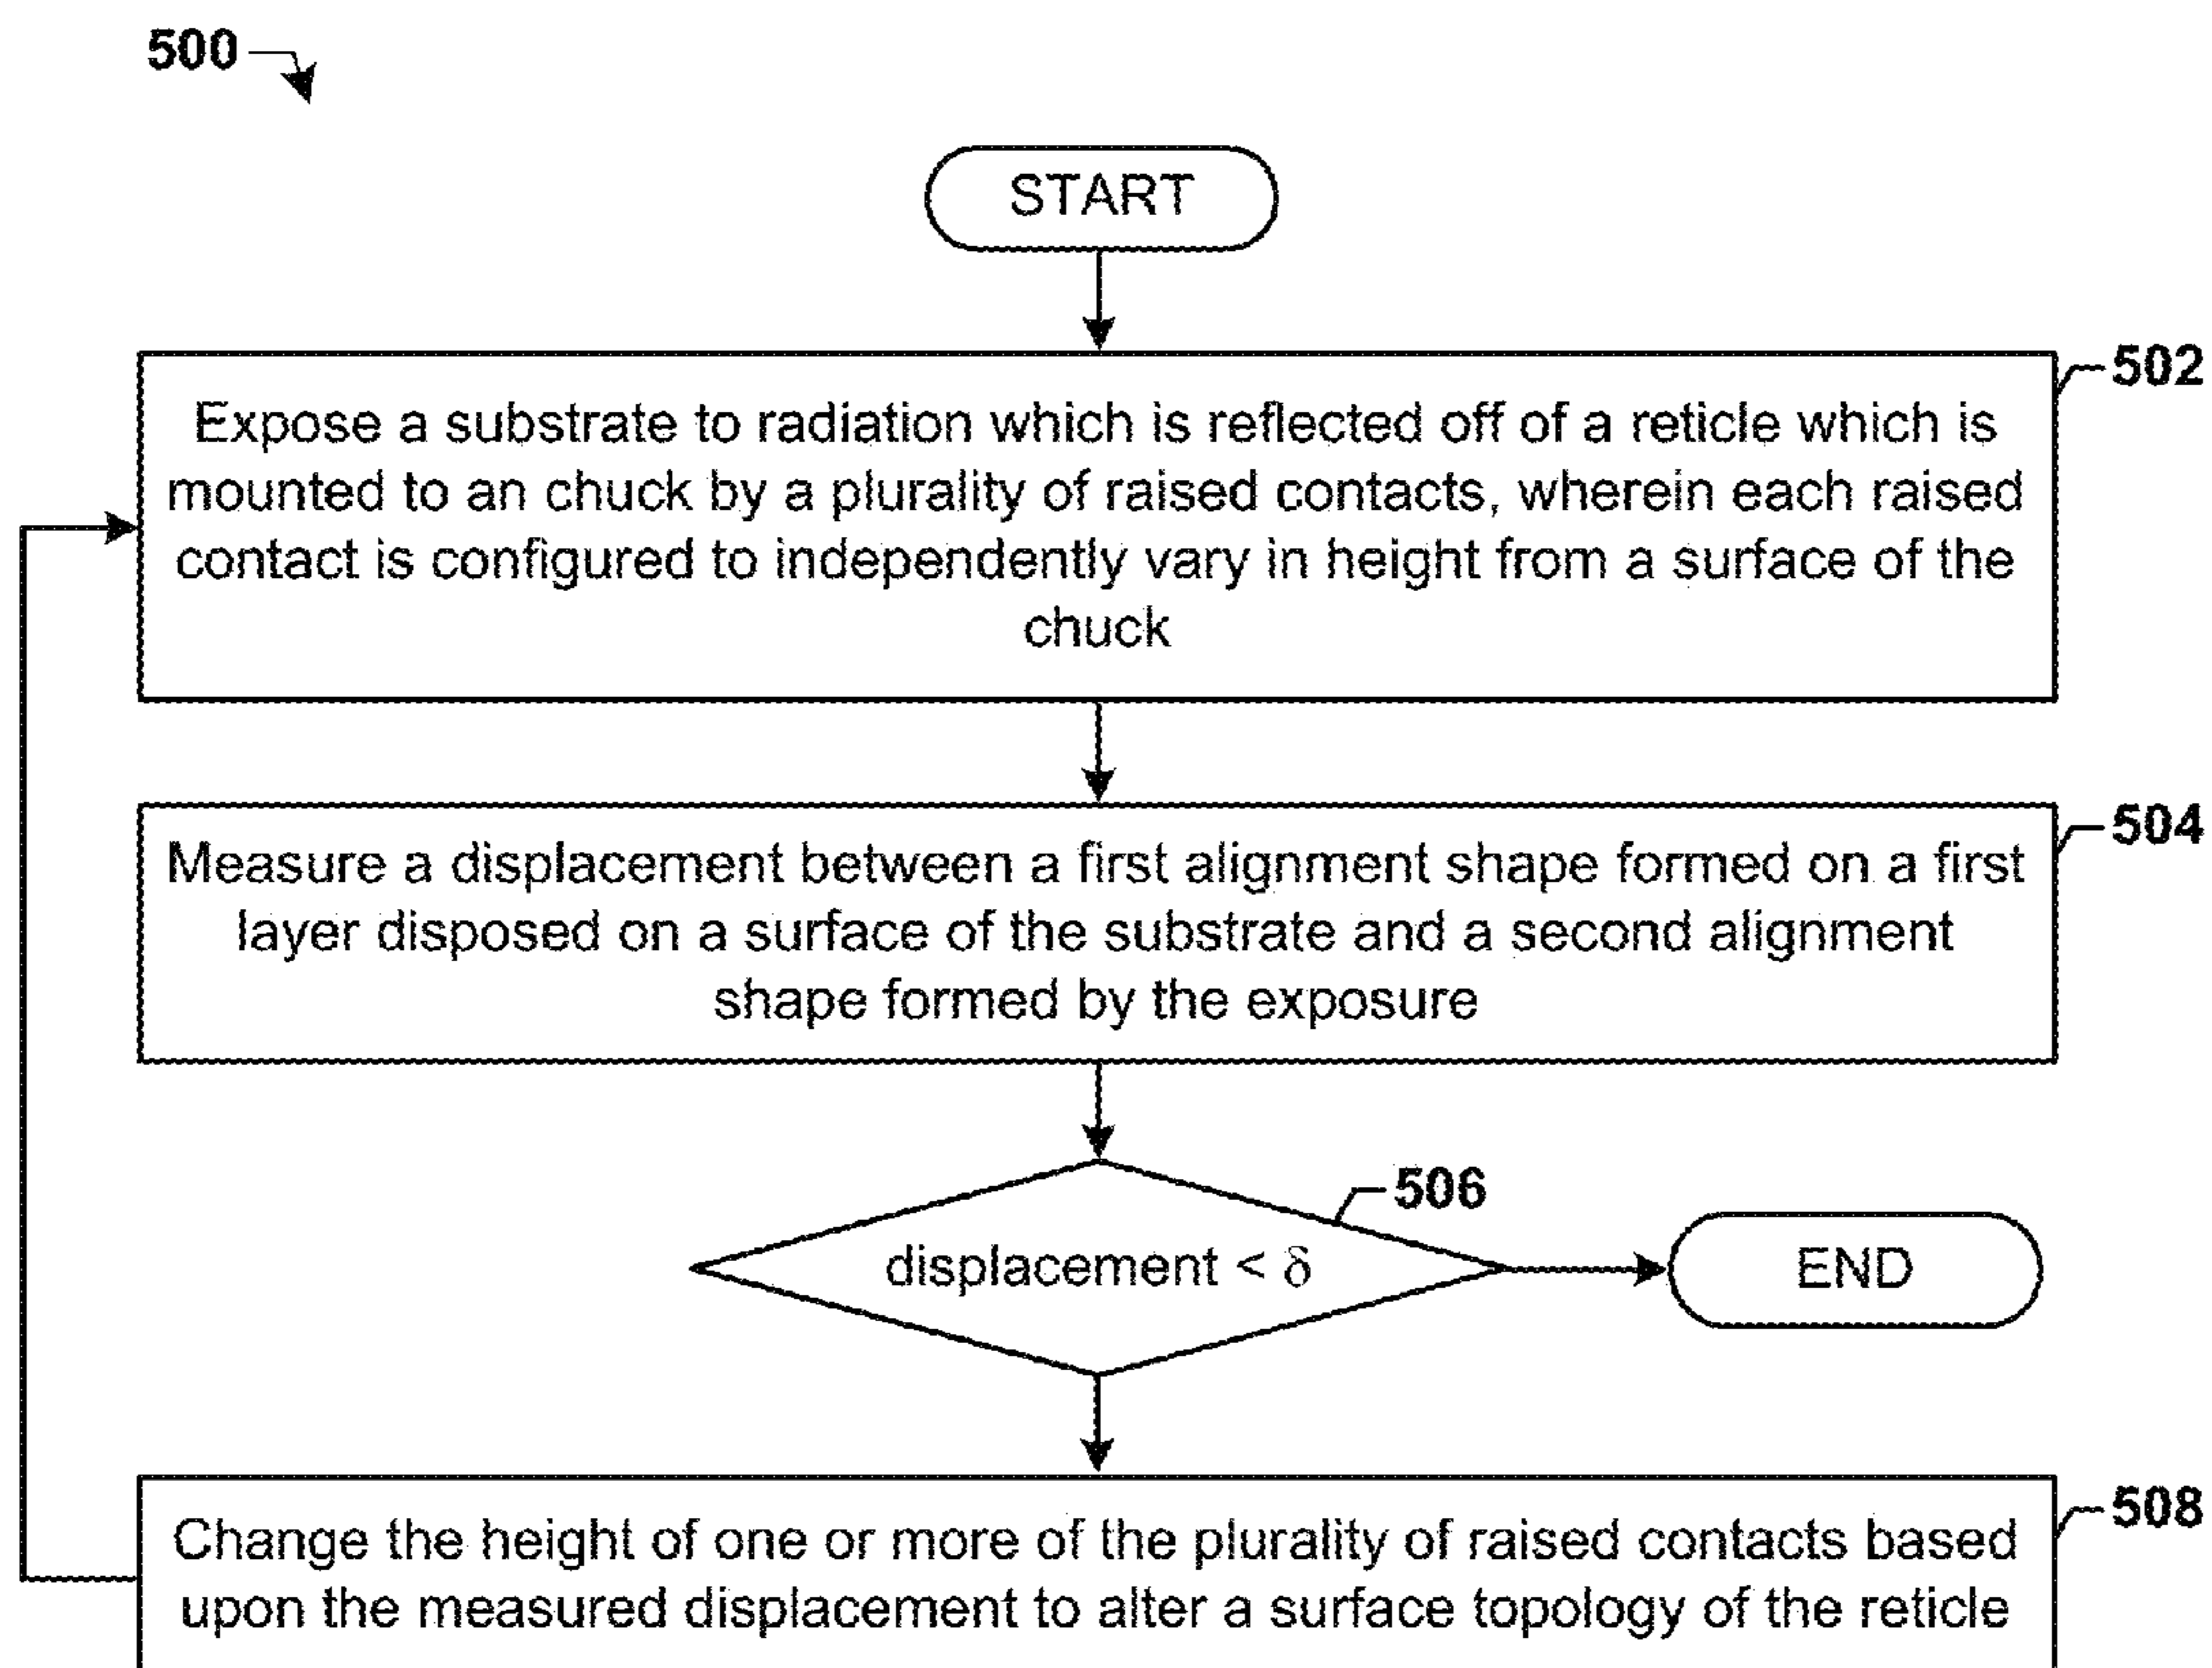 500
START
502
Expose a substrate to radiation which is reflected off of a reticle which is
mounted to an chuck by a plurality of raised contacts, wherein each raised
contact is configured to independently vary in height from a surface of the
chuck
504
Measure a displacement between a first alignment shape formed on a first
layer disposed on a surface of the substrate and a second alignment
shape formed by the exposure
506
displacement < δ
END
508
Change the height of one or more of the plurality of raised contacts based
upon the measured displacement to alter a surface topology of the reticle